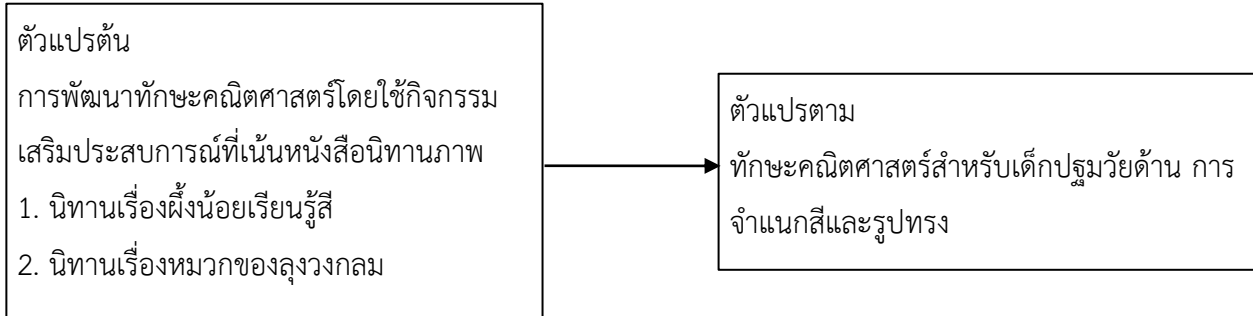 ตัวแปรต้น
การพัฒนาทักษะคณิตศาสตร์โดยใช้กิจกรรม
เสริมประสบการณ์ที่เน้นหนังสือนิทานภาพ
1. นิทานเรื่องผึ้งน้อยเรียนรู้สี
2. นิทานเรื่องหมวกของลุงวงกลม
ตัวแปรตาม
ทักษะคณิตศาสตร์สำหรับเด็กปฐมวัยด้าน การ
จำแนกสีและรูปทรง